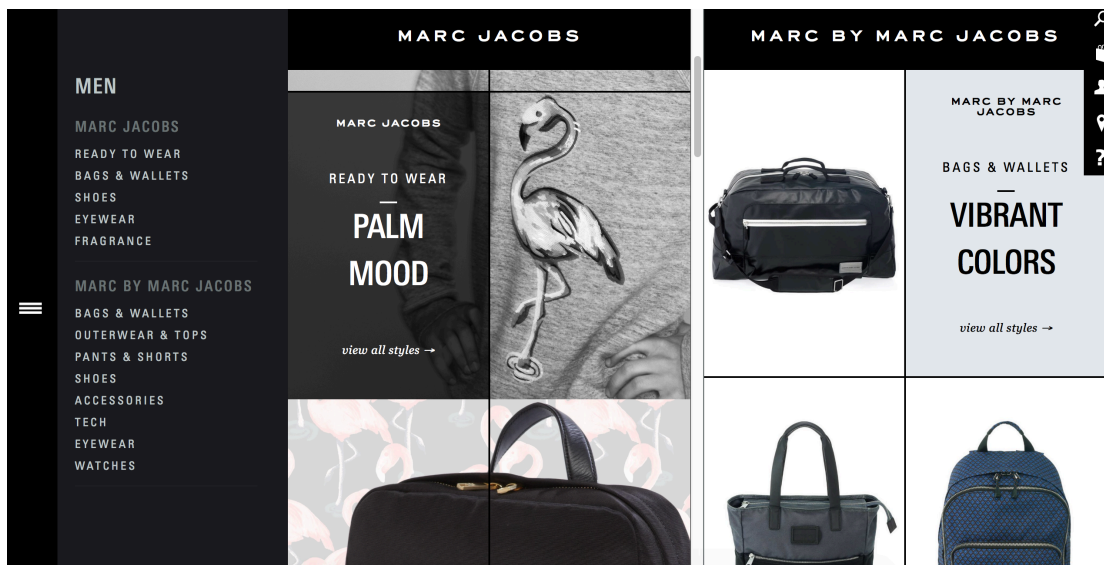 MEN
MARC JACOBS
READY TO WEAR
BAGS & WALLETS
SHOES
EYEWEAR
FRAGRANCE
MARC BY MARC JACOBS
BAGS & WALLETS
OUTERWEAR & TOPS
PANTS & SHORTS
SHOES
ACCESSORIES
TECH
EYEWEAR
WATCHES
MARC JACOBS
MARC JACOBS
READY TO WEAR
PALM
MOOD
view all styles →
MARC BY MARC JACOBS
MARC BY MARC
JACOBS
BAGS & WALLETS
VIBRANT
COLORS
view all styles →
?